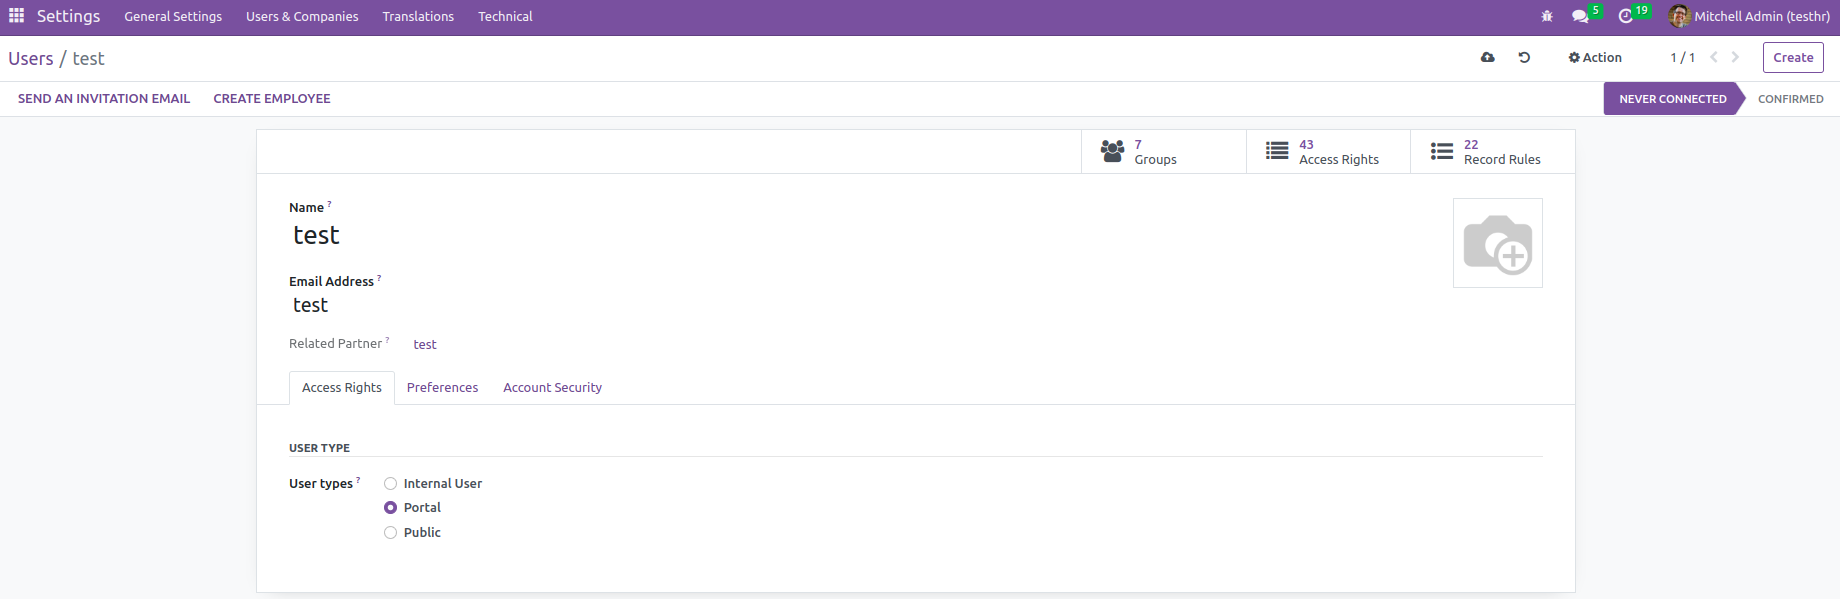 Settings General Settings Users & Companies Translations Technical 5 19 Mitchell Admin (testhr)
Users / test Action 1 / 1 Create
SEND AN INVITATION EMAIL CREATE EMPLOYEE NEVER CONNECTED CONFIRMED
7 Groups 43 Access Rights 22 Record Rules
Name ?
test
Email Address ?
test
Related Partner ? test
Access Rights Preferences Account Security
USER TYPE
User types ? Internal User
Portal
Public